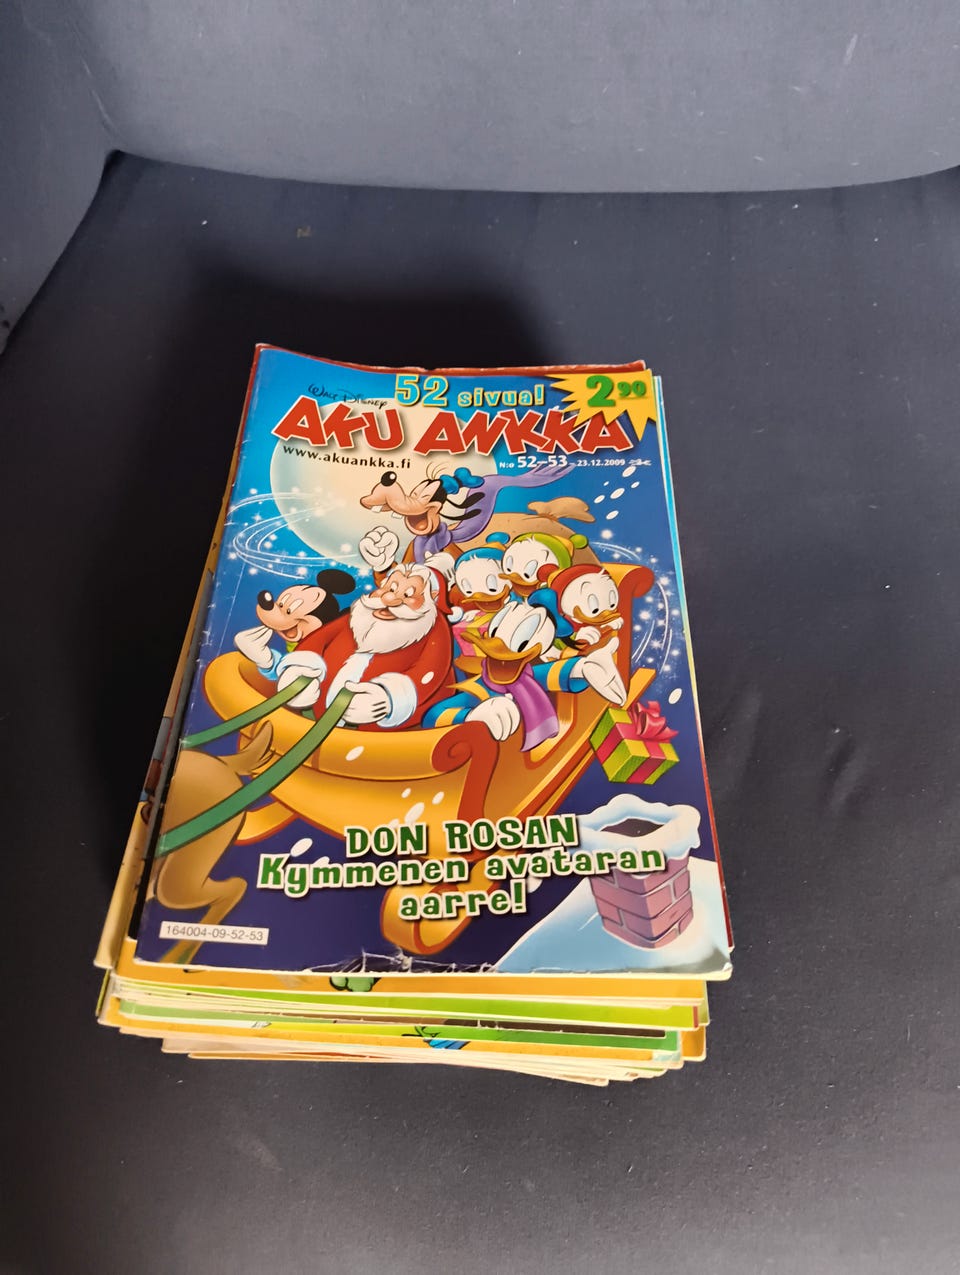 52 sivua!
2 90
WALT DISNEY
AKU ANKKA
www.akuankka.fi
N:o 52–53 – 23.12.2009
DON ROSAN
Kymmenen avataran
aarre!
164004-09-52-53